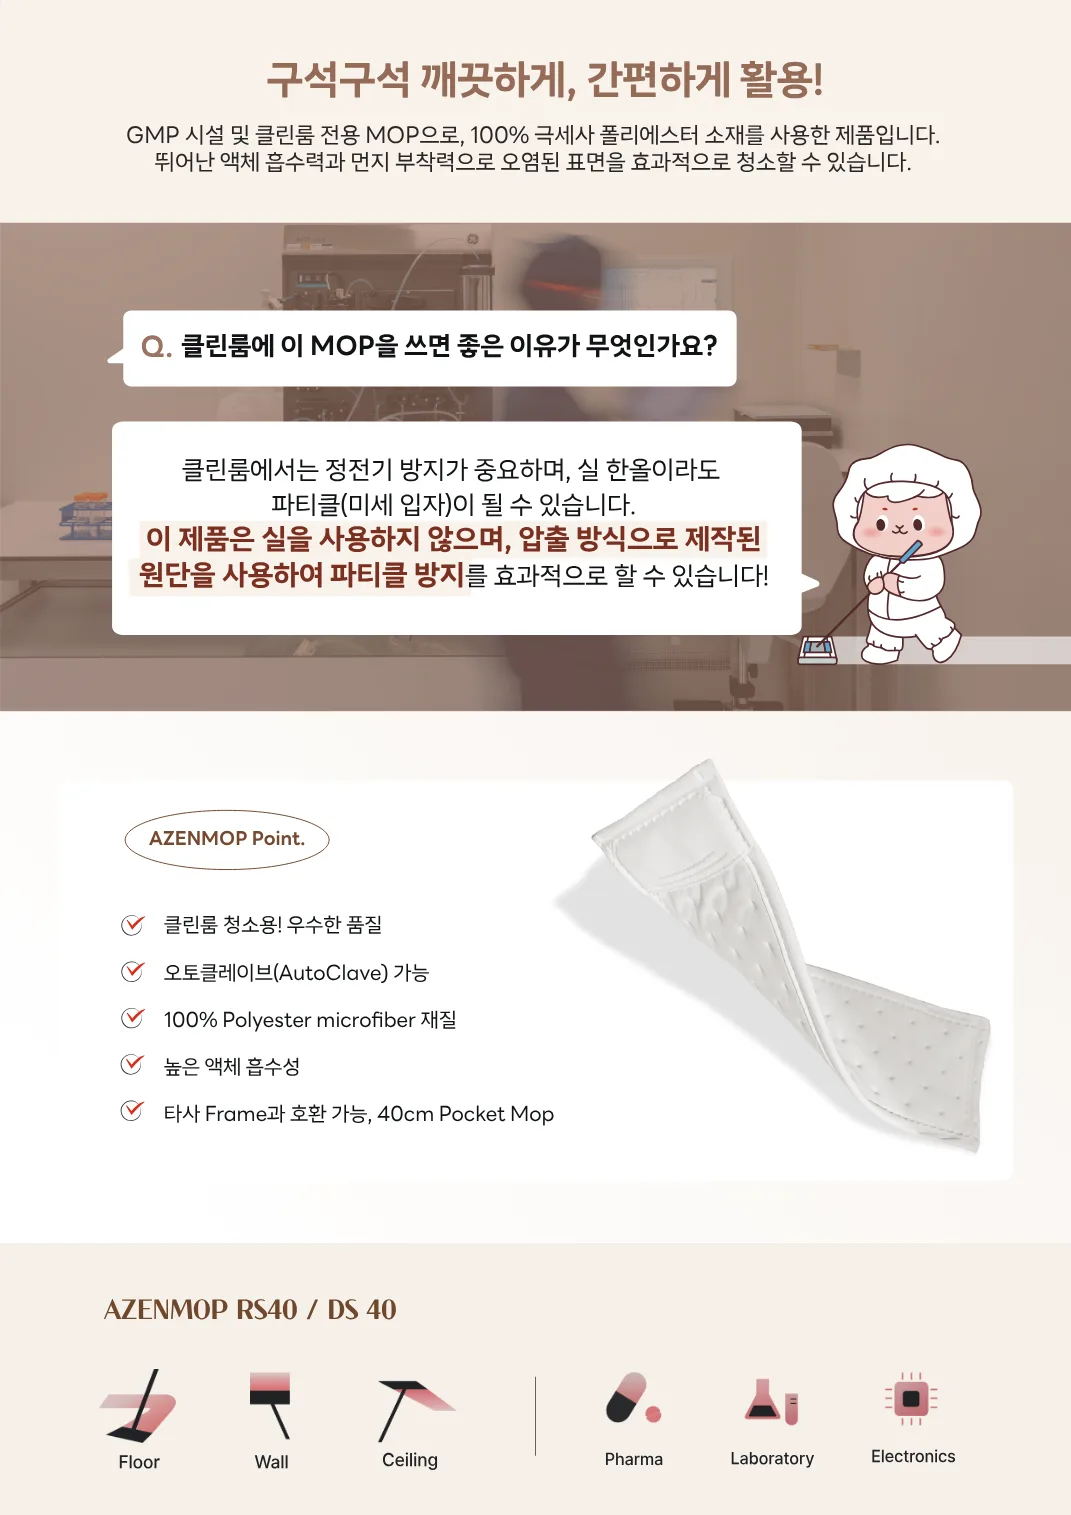 구석구석 깨끗하게, 간편하게 활용!
GMP 시설 및 클린룸 전용 MOP으로, 100% 극세사 폴리에스터 소재를 사용한 제품입니다.
뛰어난 액체 흡수력과 먼지 부착력으로 오염된 표면을 효과적으로 청소할 수 있습니다.
Q. 클린룸에 이 MOP을 쓰면 좋은 이유가 무엇인가요?
클린룸에서는 정전기 방지가 중요하며, 실 한올이라도
파티클(미세 입자)이 될 수 있습니다.
이 제품은 실을 사용하지 않으며, 압출 방식으로 제작된
원단을 사용하여 파티클 방지를 효과적으로 할 수 있습니다!
AZENMOP Point.
클린룸 청소용! 우수한 품질
오토클레이브(AutoClave) 가능
100% Polyester microfiber 재질
높은 액체 흡수성
타사 Frame과 호환 가능, 40cm Pocket Mop
AZENMOP RS40 / DS 40
Floor
Wall
Ceiling
Pharma
Laboratory
Electronics